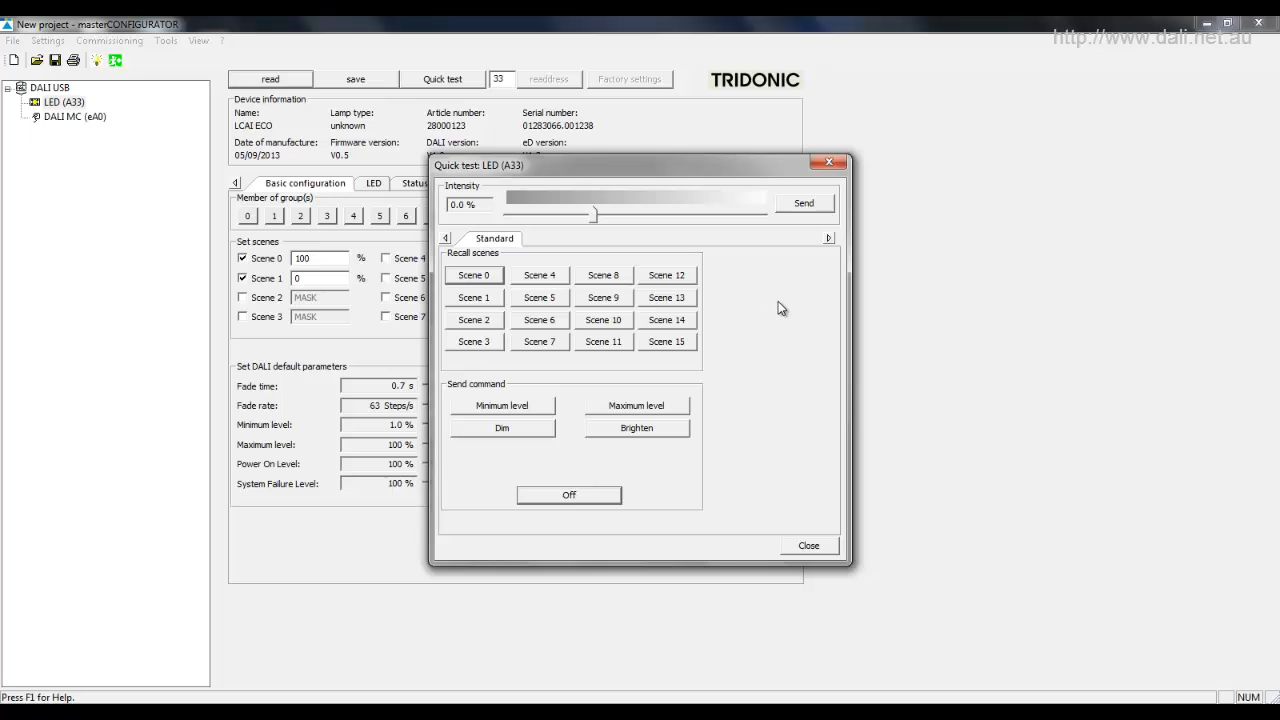 New project - masterCONFIGURATOR
http://www.dali.net.au
File Settings Commissioning Tools View ?
read save Quick test 33 readdress Factory settings TRIDONIC
DALI USB
LED (A33)
DALI MC (eA0)
Device information
Name: Lamp type: Article number: Serial number:
LCAI ECO unknown 28000123 01283066.001238
Date of manufacture: Firmware version: DALI version: eD version:
05/09/2013 V0.5
Basic configuration LED Status
Member of group(s)
0 1 2 3 4 5 6
Set scenes
Scene 0 100 % Scene 4
Scene 1 0 % Scene 5
Scene 2 MASK Scene 6
Scene 3 MASK Scene 7
Set DALI default parameters
Fade time: 0.7 s
Fade rate: 63 Steps/s
Minimum level: 1.0 %
Maximum level: 100 %
Power On Level: 100 %
System Failure Level: 100 %
Quick test: LED (A33)
Intensity
0.0 % Send
Standard
Recall scenes
Scene 0 Scene 4 Scene 8 Scene 12
Scene 1 Scene 5 Scene 9 Scene 13
Scene 2 Scene 6 Scene 10 Scene 14
Scene 3 Scene 7 Scene 11 Scene 15
Send command
Minimum level Maximum level
Dim Brighten
Off
Close
Press F1 for Help. NUM